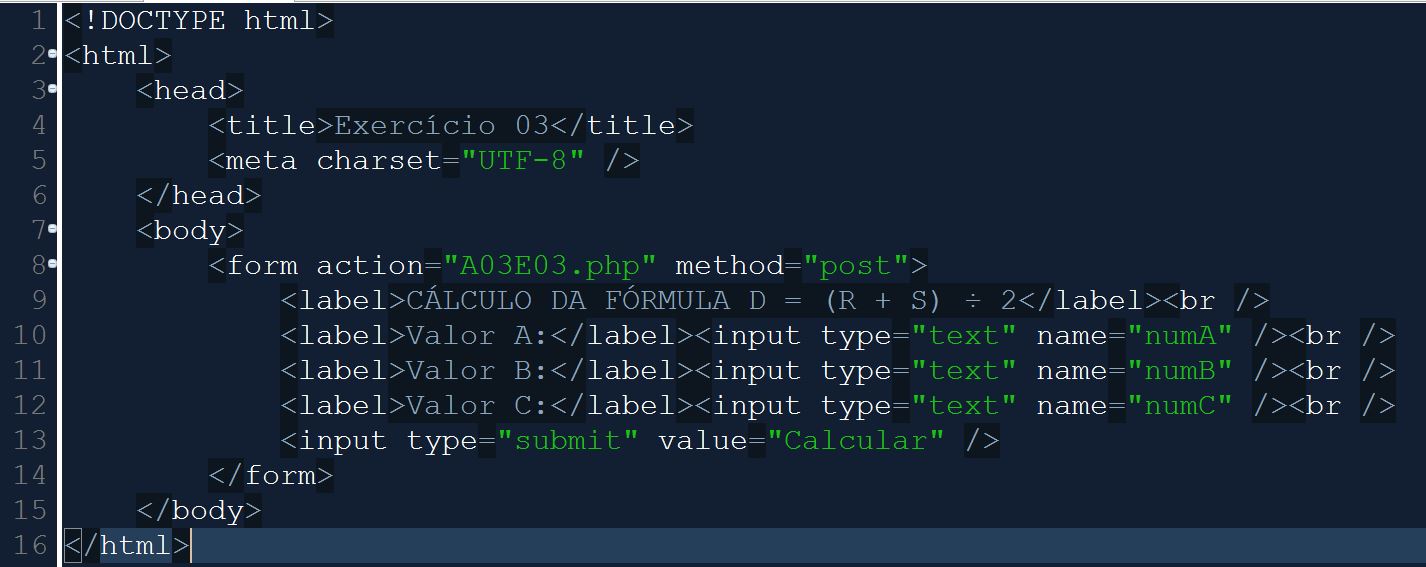 1 <!DOCTYPE html>
2 <html>
3 <head>
4 <title>Exercício 03</title>
5 <meta charset="UTF-8" />
6 </head>
7 <body>
8 <form action="A03E03.php" method="post">
9 <label>CÁLCULO DA FÓRMULA D = (R + S) ÷ 2</label><br />
10 <label>Valor A:</label><input type="text" name="numA" /><br />
11 <label>Valor B:</label><input type="text" name="numB" /><br />
12 <label>Valor C:</label><input type="text" name="numC" /><br />
13 <input type="submit" value="Calcular" />
14 </form>
15 </body>
16 </html>